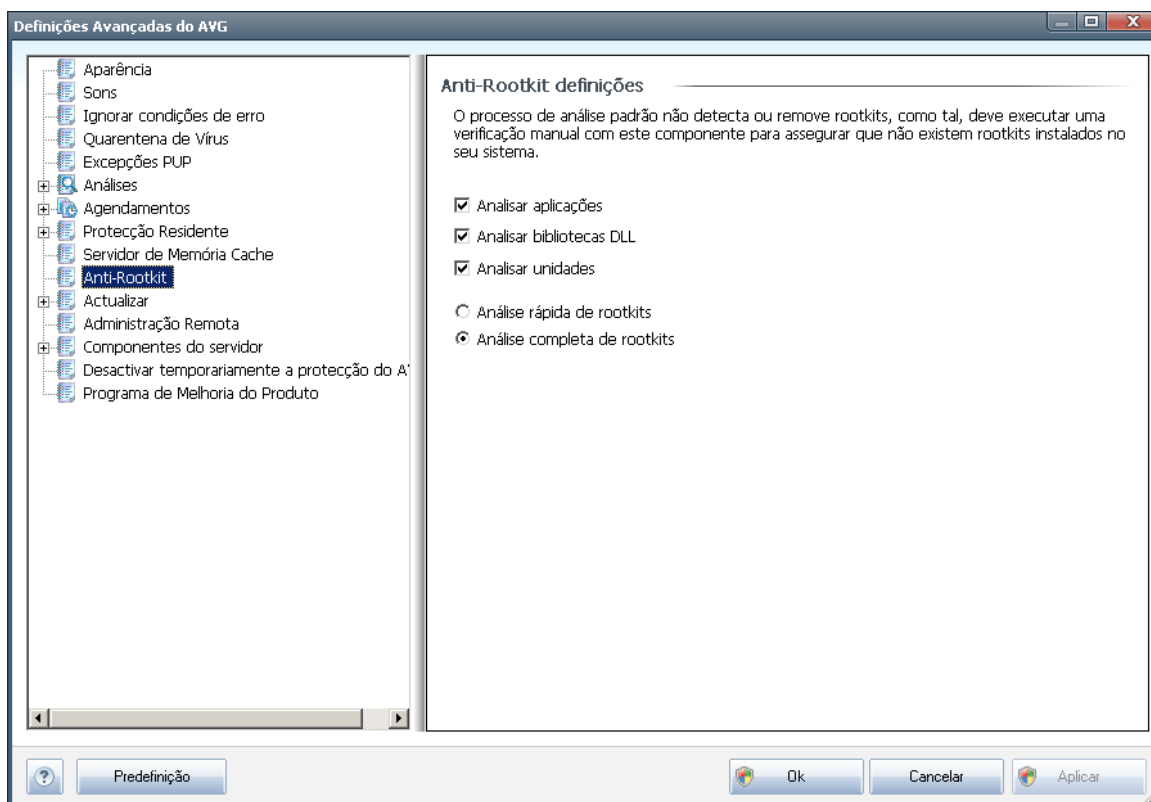 Definições Avançadas do AVG
Aparência
Sons
Ignorar condições de erro
Quarentena de Vírus
Excepções PUP
Análises
Agendamentos
Protecção Residente
Servidor de Memória Cache
Anti-Rootkit
Actualizar
Administração Remota
Componentes do servidor
Desactivar temporariamente a protecção do A
Programa de Melhoria do Produto
Anti-Rootkit definições
O processo de análise padrão não detecta ou remove rootkits, como tal, deve executar uma
verificação manual com este componente para assegurar que não existem rootkits instalados no
seu sistema.
Analisar aplicações
Analisar bibliotecas DLL
Analisar unidades
Análise rápida de rootkits
Análise completa de rootkits
?
Predefinição
Ok
Cancelar
Aplicar